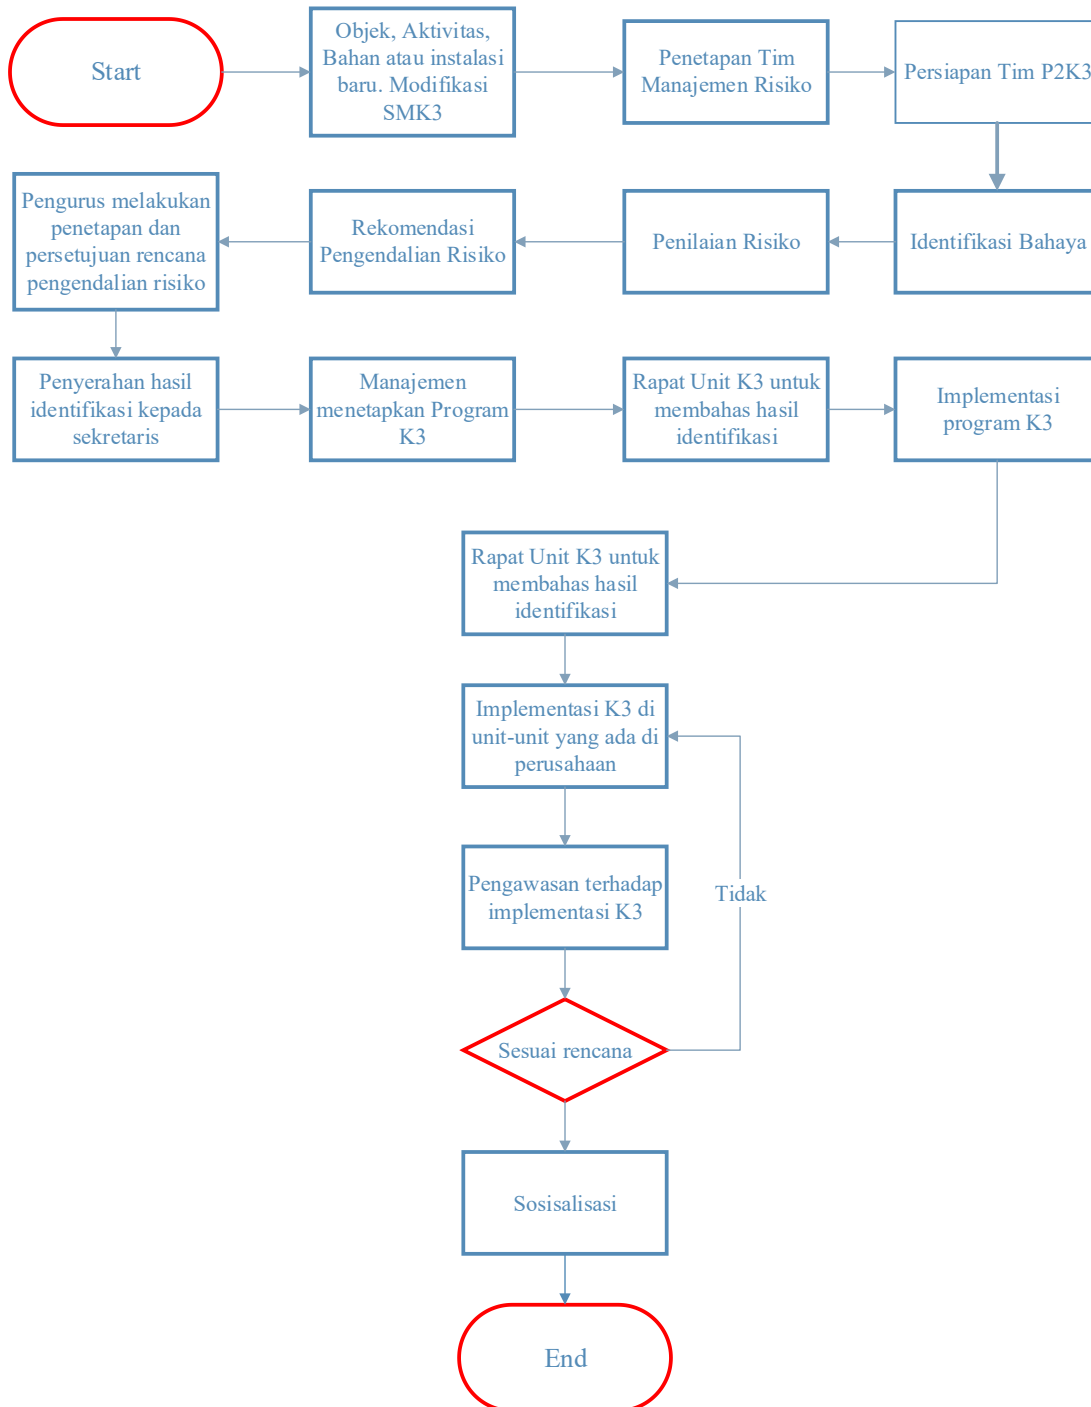 Start
Objek, Aktivitas,
Bahan atau instalasi
baru. Modifikasi
SMK3
Penetapan Tim
Manajemen Risiko
Persiapan Tim P2K3
Identifikasi Bahaya
Penilaian Risiko
Rekomendasi
Pengendalian Risiko
Pengurus melakukan
penetapan dan
persetujuan rencana
pengendalian risiko
Penyerahan hasil
identifikasi kepada
sekretaris
Manajemen
menetapkan Program
K3
Rapat Unit K3 untuk
membahas hasil
identifikasi
Implementasi
program K3
Rapat Unit K3 untuk
membahas hasil
identifikasi
Implementasi K3 di
unit-unit yang ada di
perusahaan
Pengawasan terhadap
implementasi K3
Tidak
Sesuai rencana
Sosisalisasi
End